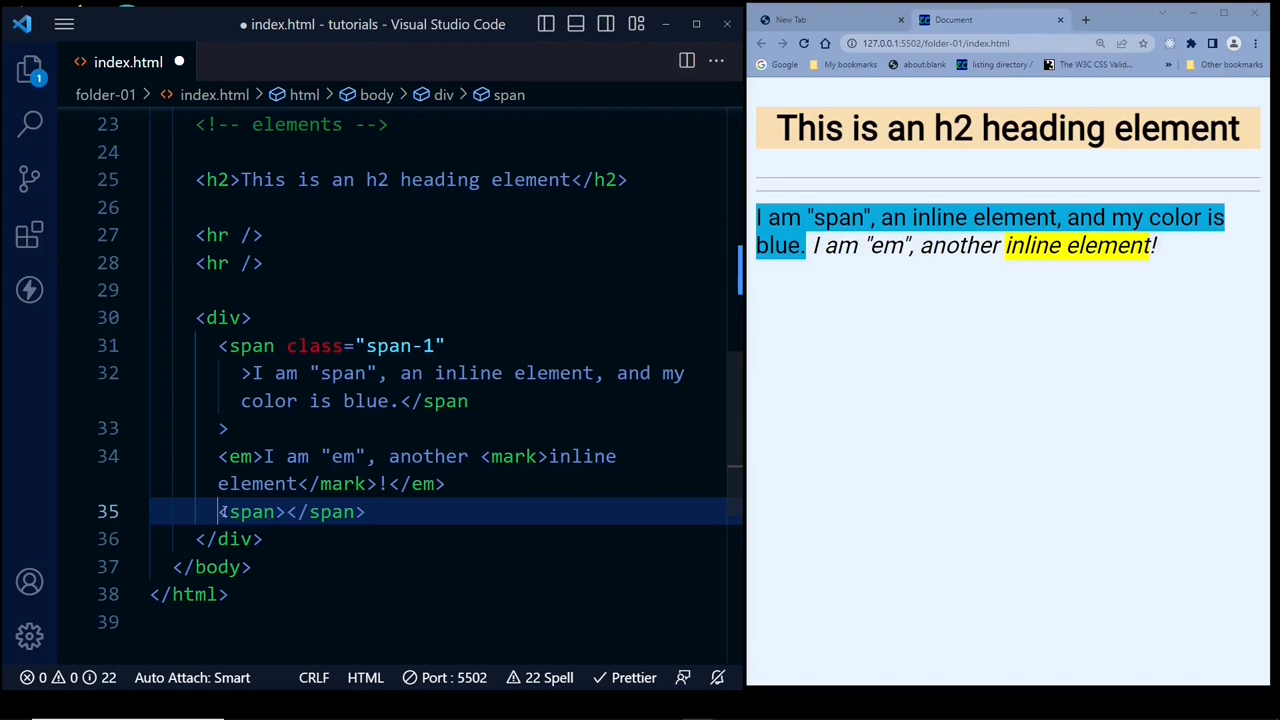 index.html - tutorials - Visual Studio Code
index.html
folder-01 > index.html > html > body > div > span
23 <!-- elements -->
24
25 <h2>This is an h2 heading element</h2>
26
27 <hr />
28 <hr />
29
30 <div>
31 <span class="span-1"
32 >I am "span", an inline element, and my
color is blue.</span
33 >
34 <em>I am "em", another <mark>inline
element</mark>!</em>
35 <span></span>
36 </div>
37 </body>
38 </html>
39
1
0 0 22 Auto Attach: Smart CRLF HTML Port : 5502 22 Spell Prettier
New Tab Document
127.0.0.1:5502/folder-01/index.html
Google My bookmarks about:blank listing directory / The W3C CSS Valid... » Other bookmarks
This is an h2 heading element
I am "span", an inline element, and my color is
blue. I am "em", another inline element!